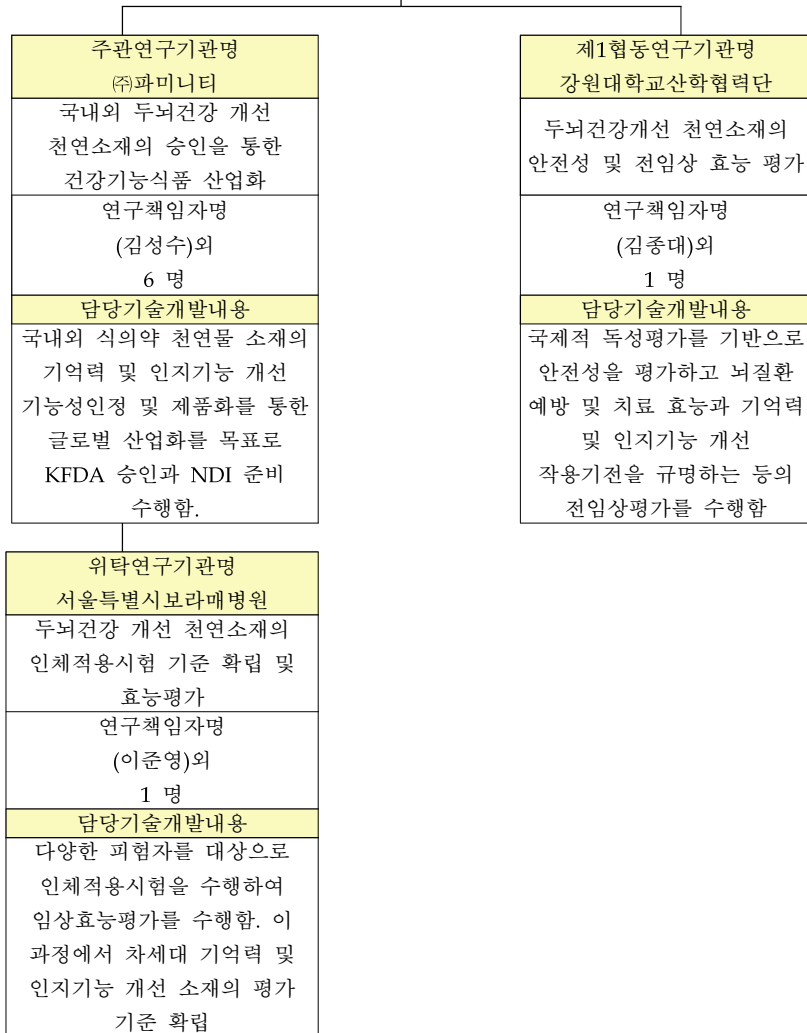 주관연구기관명
㈜파미니티
국내외 두뇌건강 개선
천연소재의 승인을 통한
건강기능식품 산업화
연구책임자명
(김성수)외
6 명
담당기술개발내용
국내외 식의약 천연물 소재의
기억력 및 인지기능 개선
기능성인정 및 제품화를 통한
글로벌 산업화를 목표로
KFDA 승인과 NDI 준비
수행함.
제1협동연구기관명
강원대학교산학협력단
두뇌건강개선 천연소재의
안전성 및 전임상 효능 평가
연구책임자명
(김종대)외
1 명
담당기술개발내용
국제적 독성평가를 기반으로
안전성을 평가하고 뇌질환
예방 및 치료 효능과 기억력
및 인지기능 개선
작용기전을 규명하는 등의
전임상평가를 수행함
위탁연구기관명
서울특별시보라매병원
두뇌건강 개선 천연소재의
인체적용시험 기준 확립 및
효능평가
연구책임자명
(이준영)외
1 명
담당기술개발내용
다양한 피험자를 대상으로
인체적용시험을 수행하여
임상효능평가를 수행함. 이
과정에서 차세대 기억력 및
인지기능 개선 소재의 평가
기준 확립